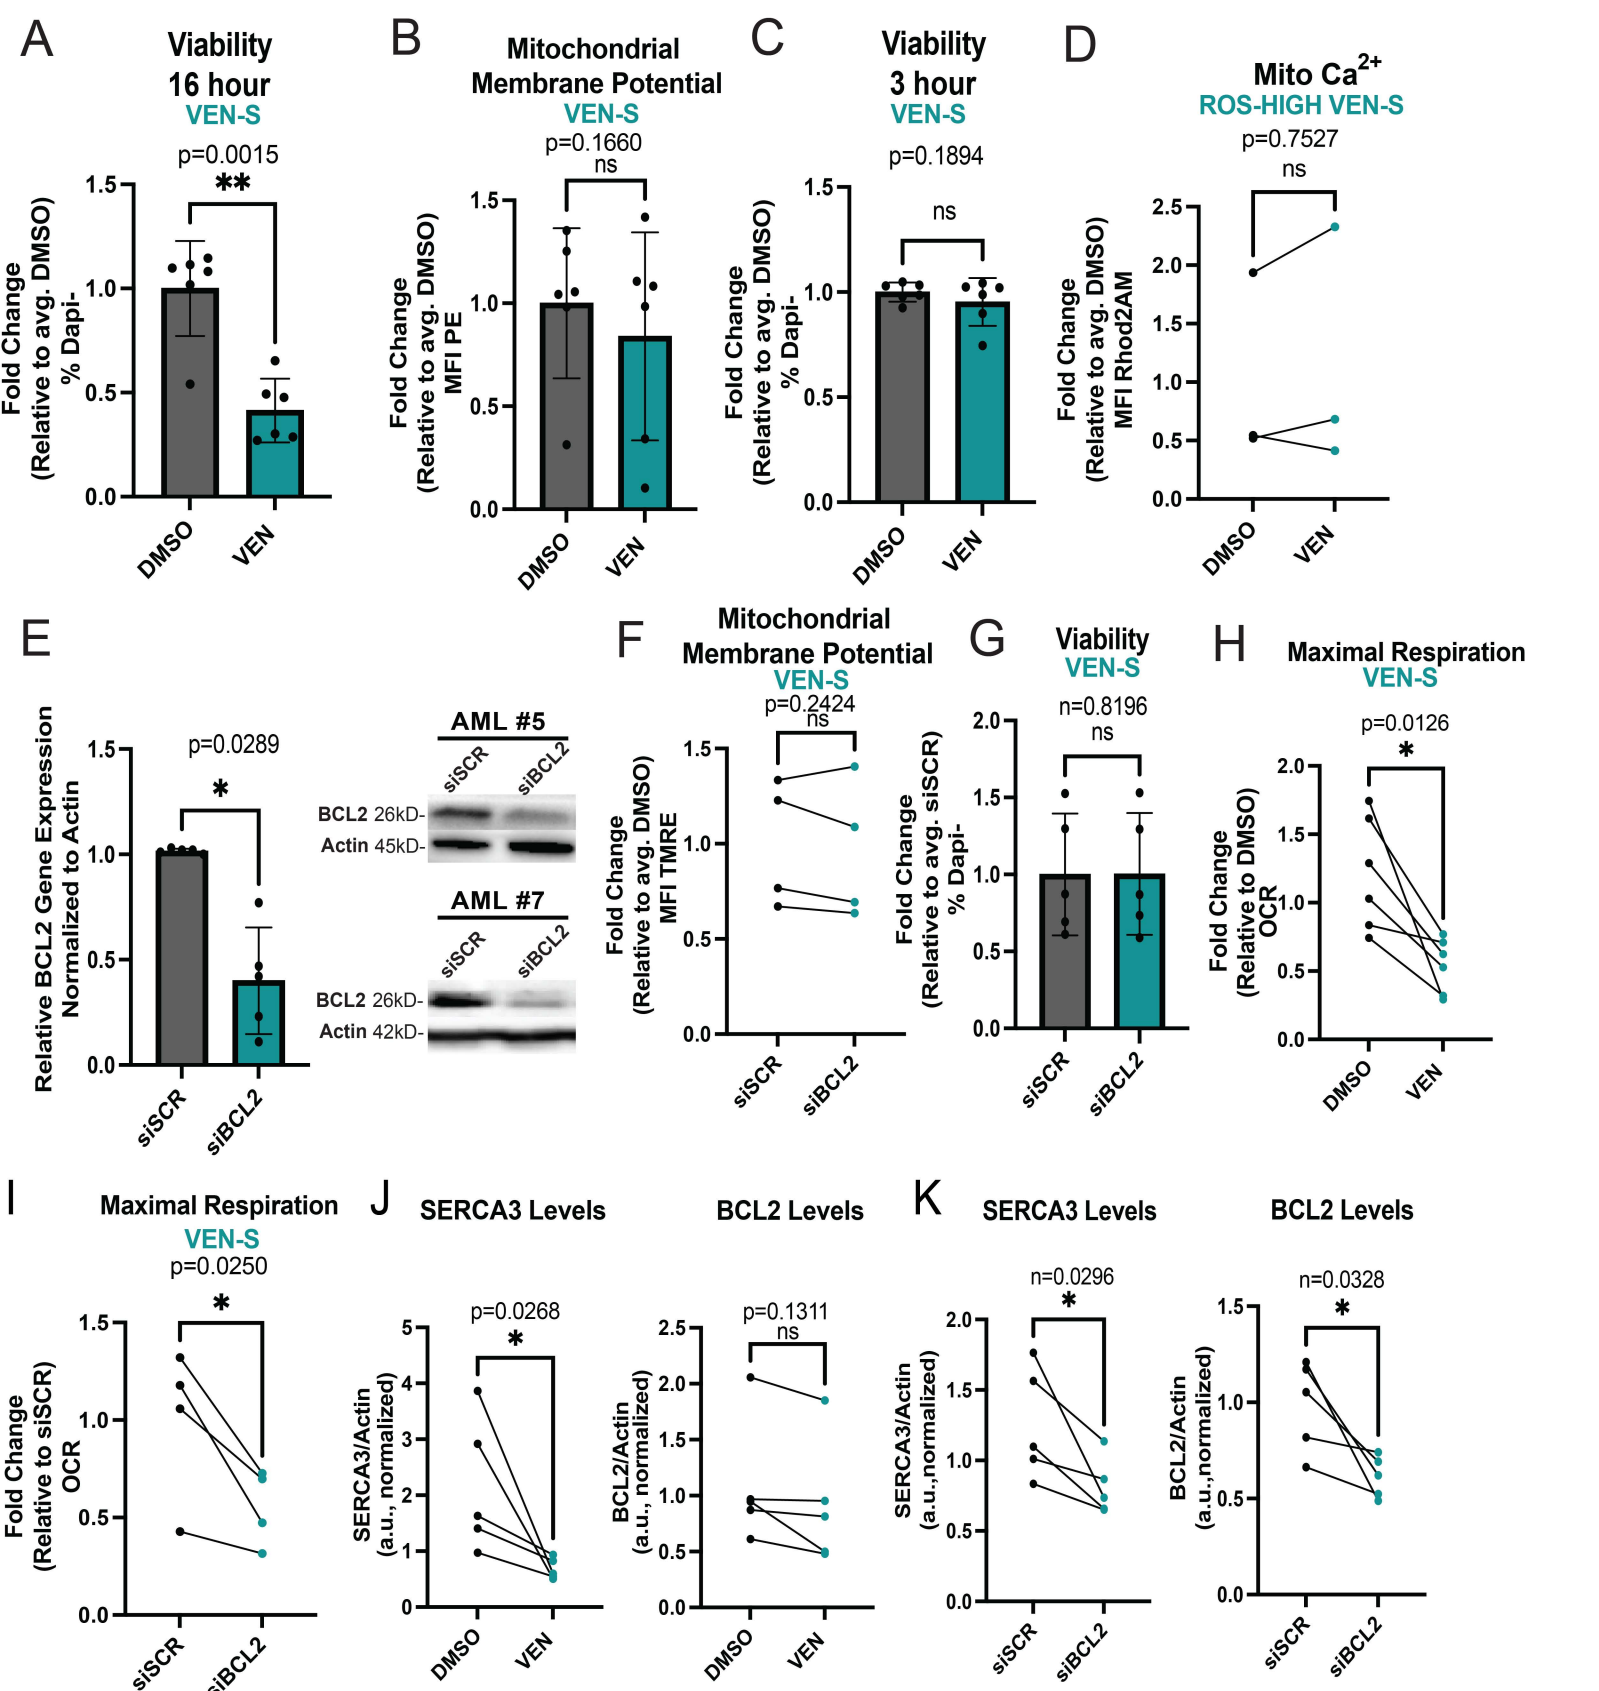 A
Viability
16 hour
VEN-S
p=0.0015
**
Fold Change
(Relative to avg. DMSO)
% Dapi-
1.5
1.0
0.5
0.0
DMSO
VEN
B
Mitochondrial
Membrane Potential
VEN-S
p=0.1660
ns
Fold Change
(Relative to avg. DMSO)
MFI PE
1.5
1.0
0.5
0.0
DMSO
VEN
C
Viability
3 hour
VEN-S
p=0.1894
ns
Fold Change
(Relative to avg. DMSO)
% Dapi-
1.5
1.0
0.5
0.0
DMSO
VEN
D
Mito Ca2+
ROS-HIGH VEN-S
p=0.7527
ns
Fold Change
(Relative to avg. DMSO)
MFI Rhod2AM
2.5
2.0
1.5
1.0
0.5
0.0
DMSO
VEN
E
p=0.0289
*
Relative BCL2 Gene Expression
Normalized to Actin
1.5
1.0
0.5
0.0
siSCR
siBCL2
AML #5
siSCR
siBCL2
BCL2 26kD-
Actin 45kD-
AML #7
siSCR
siBCL2
BCL2 26kD-
Actin 42kD-
F
Mitochondrial
Membrane Potential
VEN-S
p=0.2424
ns
Fold Change
(Relative to avg. DMSO)
MFI TMRE
1.5
1.0
0.5
0.0
siSCR
siBCL2
G
Viability
VEN-S
n=0.8196
ns
Fold Change
(Relative to avg. siSCR)
% Dapi-
2.0
1.5
1.0
0.5
0.0
siSCR
siBCL2
H
Maximal Respiration
VEN-S
p=0.0126
*
Fold Change
(Relative to DMSO)
OCR
2.0
1.5
1.0
0.5
0.0
DMSO
VEN
I
Maximal Respiration
VEN-S
p=0.0250
*
Fold Change
(Relative to siSCR)
OCR
1.5
1.0
0.5
0.0
siSCR
siBCL2
J
SERCA3 Levels
p=0.0268
*
SERCA3/Actin
(a.u., normalized)
5
4
3
2
1
0
DMSO
VEN
BCL2 Levels
p=0.1311
ns
BCL2/Actin
(a.u., normalized)
2.5
2.0
1.5
1.0
0.5
0.0
DMSO
VEN
K
SERCA3 Levels
n=0.0296
*
SERCA3/Actin
(a.u.,normalized)
2.0
1.5
1.0
0.5
0.0
siSCR
siBCL2
BCL2 Levels
n=0.0328
*
BCL2/Actin
(a.u.,normalized)
1.5
1.0
0.5
0.0
siSCR
siBCL2